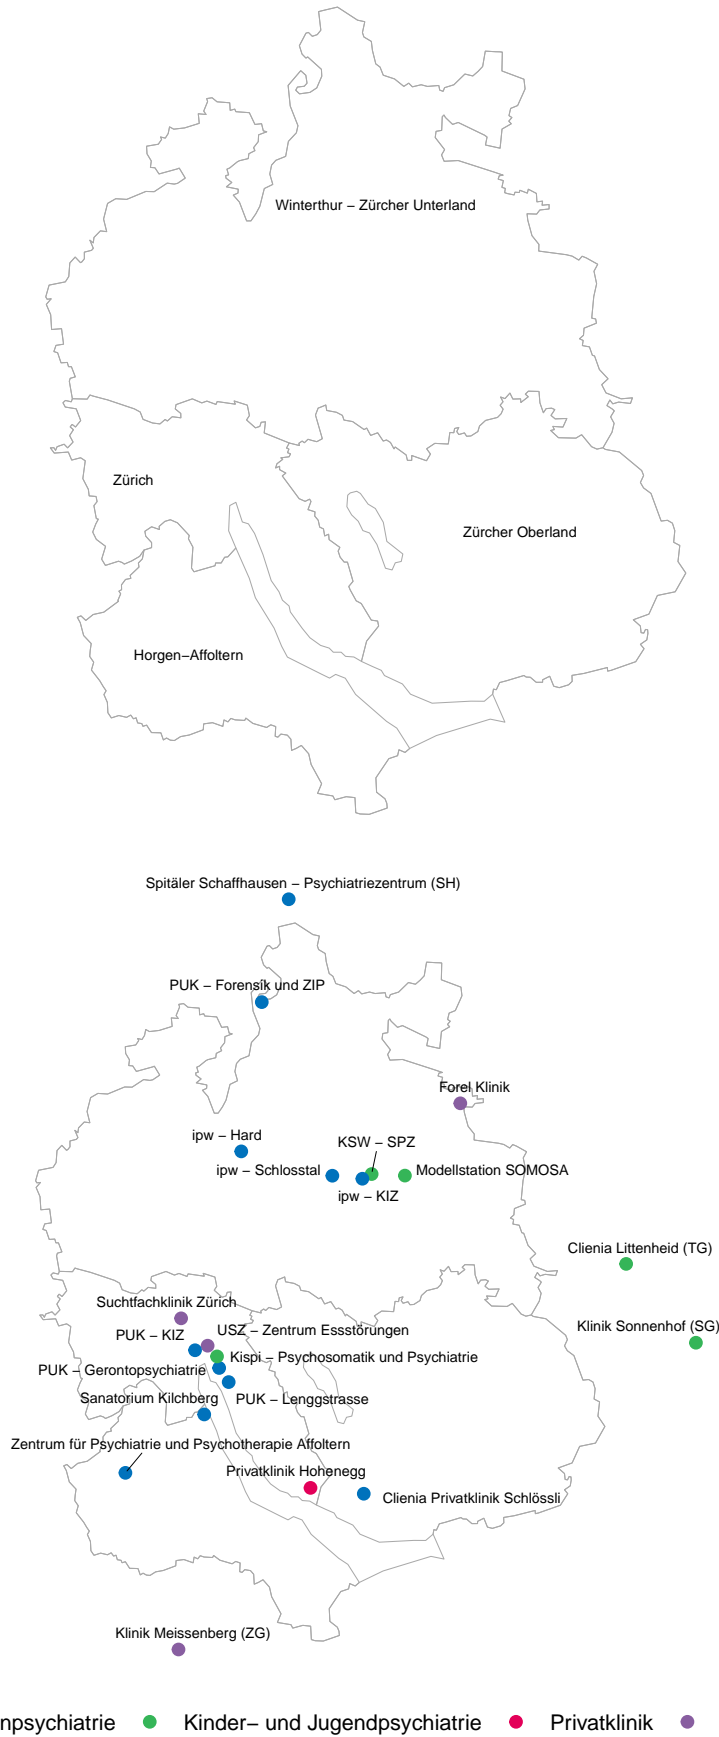 Winterthur – Zürcher Unterland
Zürich
Zürcher Oberland
Horgen–Affoltern
Spitäler Schaffhausen – Psychiatriezentrum (SH)
PUK – Forensik und ZIP
Forel Klinik
ipw – Hard
KSW – SPZ
ipw – Schlosstal
Modellstation SOMOSA
ipw – KIZ
Clienia Littenheid (TG)
Suchtfachklinik Zürich
Klinik Sonnenhof (SG)
USZ – Zentrum Essstörungen
PUK – KIZ
Kispi – Psychosomatik und Psychiatrie
PUK – Gerontopsychiatrie
Sanatorium Kilchberg
PUK – Lenggstrasse
Zentrum für Psychiatrie und Psychotherapie Affoltern
Privatklinik Hohenegg
Clienia Privatklinik Schlössli
Klinik Meissenberg (ZG)
npsychiatrie Kinder– und Jugendpsychiatrie Privatklinik